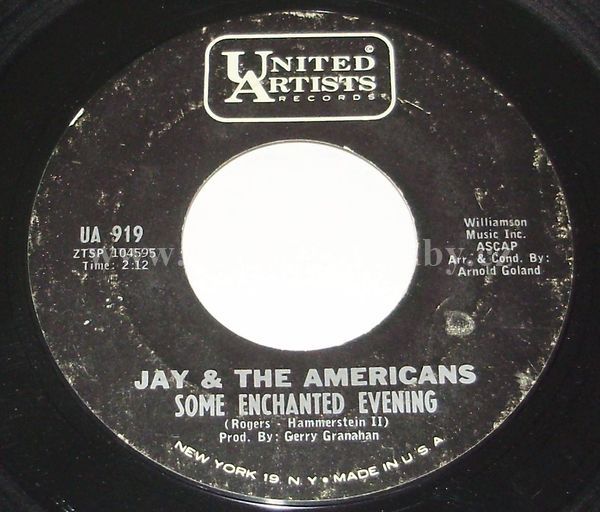 UNITED
ARTISTS
RECORDS
©
UA 919
ZTSP 104595
Time: 2:12
Williamson
Music Inc.
ASCAP
Arr. & Cond. By:
Arnold Goland
JAY & THE AMERICANS
SOME ENCHANTED EVENING
(Rogers - Hammerstein II)
Prod. By: Gerry Granahan
NEW YORK 19, N.Y. • MADE IN U.S.A